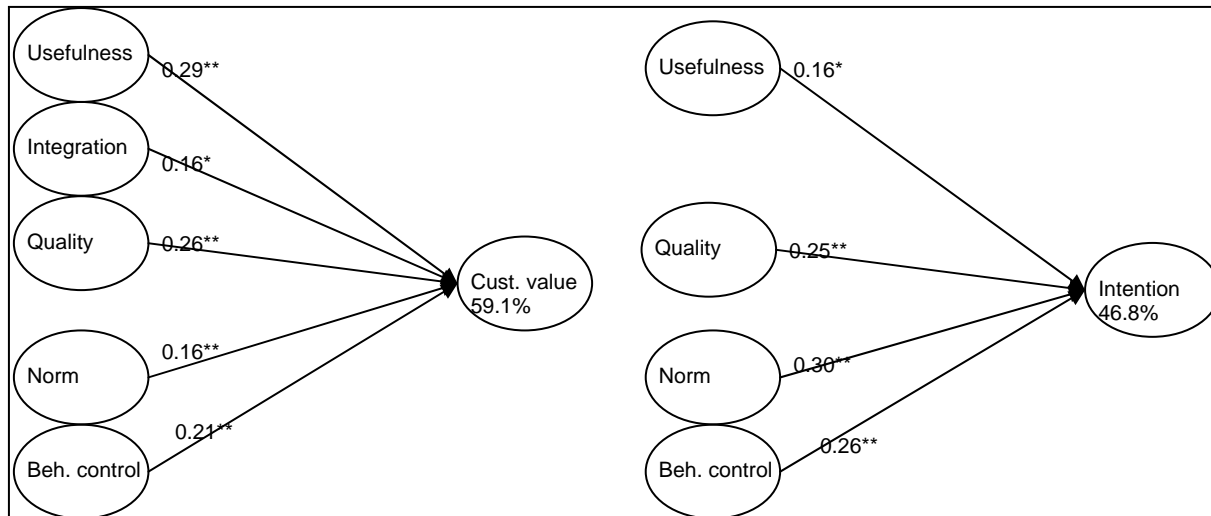 Usefulness
0.29**
Integration
0.16*
Quality
0.26**
Cust. value
59.1%
Norm
0.16**
Beh. control
0.21**
Usefulness
0.16*
Quality
0.25**
Intention
46.8%
Norm
0.30**
Beh. control
0.26**